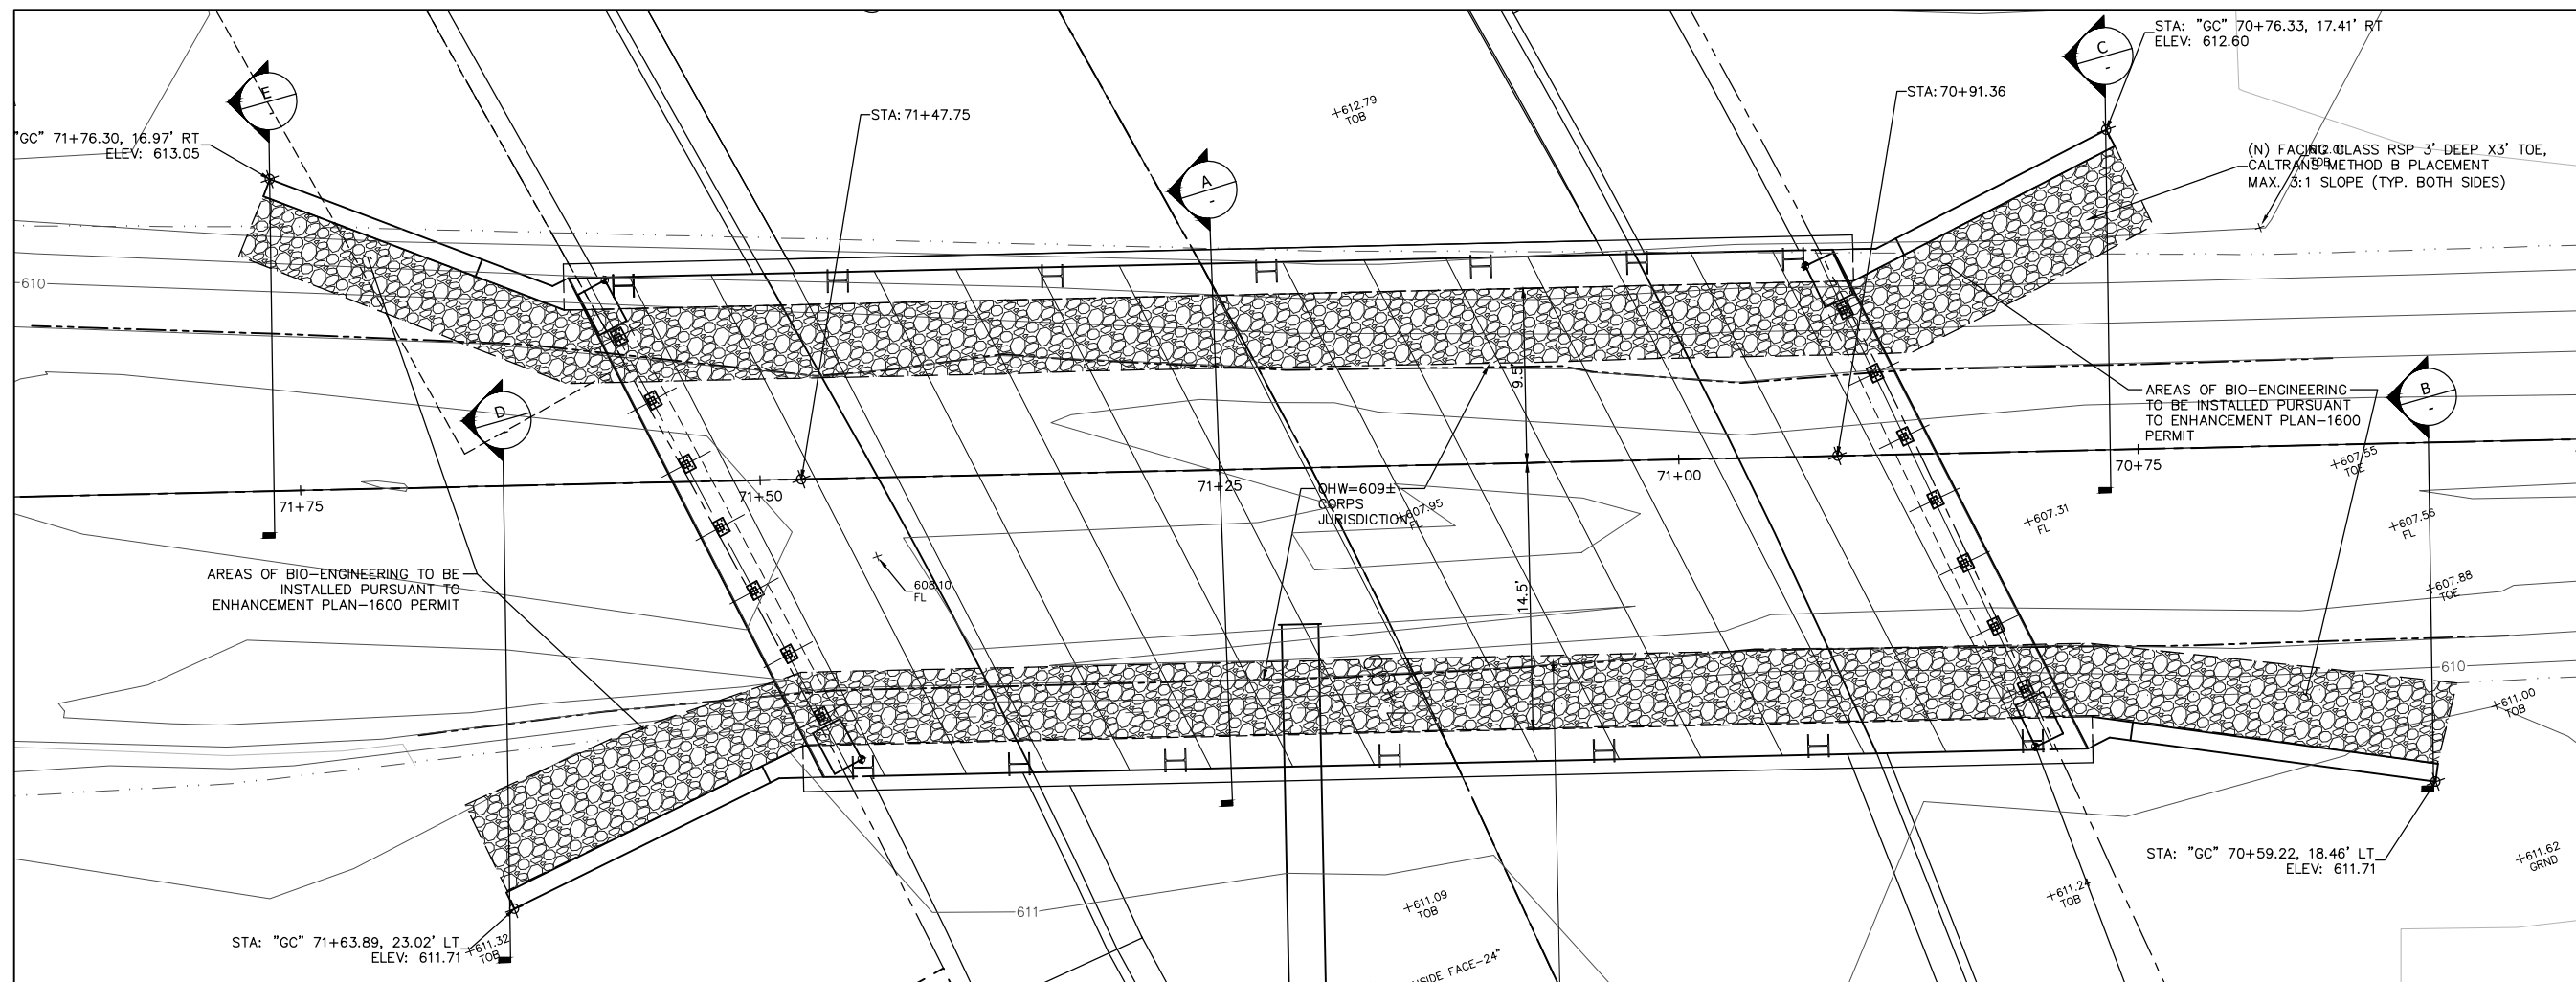 STA: "GC" 70+76.33, 17.41' RT
ELEV: 612.60
C
-
E
-
STA: 71+47.75
+612.79
TOB
STA: 70+91.36
"GC" 71+76.30, 16.97' RT
ELEV: 613.05
(N) FACING CLASS RSP 3' DEEP X3' TOE,
CALTRANS METHOD B PLACEMENT
MAX. 3:1 SLOPE (TYP. BOTH SIDES)
TOB
A
-
610
9.5'
D
-
AREAS OF BIO-ENGINEERING
TO BE INSTALLED PURSUANT
TO ENHANCEMENT PLAN-1600
PERMIT
B
-
71+75
71+50
71+25
71+00
70+75
+607.55
TOE
OHW=609±
CORPS
JURISDICTION
+607.95
FL
+607.31
FL
+607.56
FL
AREAS OF BIO-ENGINEERING TO BE
INSTALLED PURSUANT TO
ENHANCEMENT PLAN-1600 PERMIT
608.10
FL
14.5'
+607.88
TOE
610
+611.00
TOB
STA: "GC" 70+59.22, 18.46' LT
ELEV: 611.71
+611.62
GRND
+611.24
TOB
611
+611.09
TOB
STA: "GC" 71+63.89, 23.02' LT
ELEV: 611.71
+611.32
TOB
FACE-24"